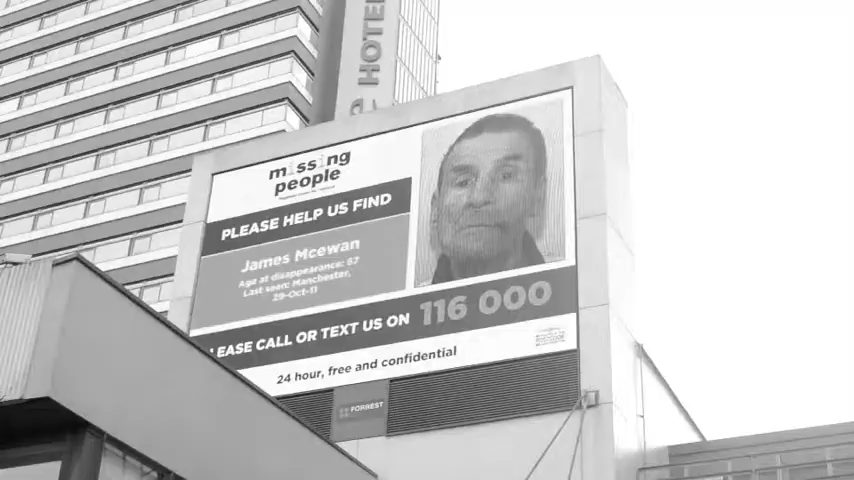 HOTEL
missing
people
PLEASE HELP US FIND
James Mcewan
Age at disappearance: 67
Last seen: Manchester,
29-Oct-11
LEASE CALL OR TEXT US ON 116 000
24 hour, free and confidential
FORREST